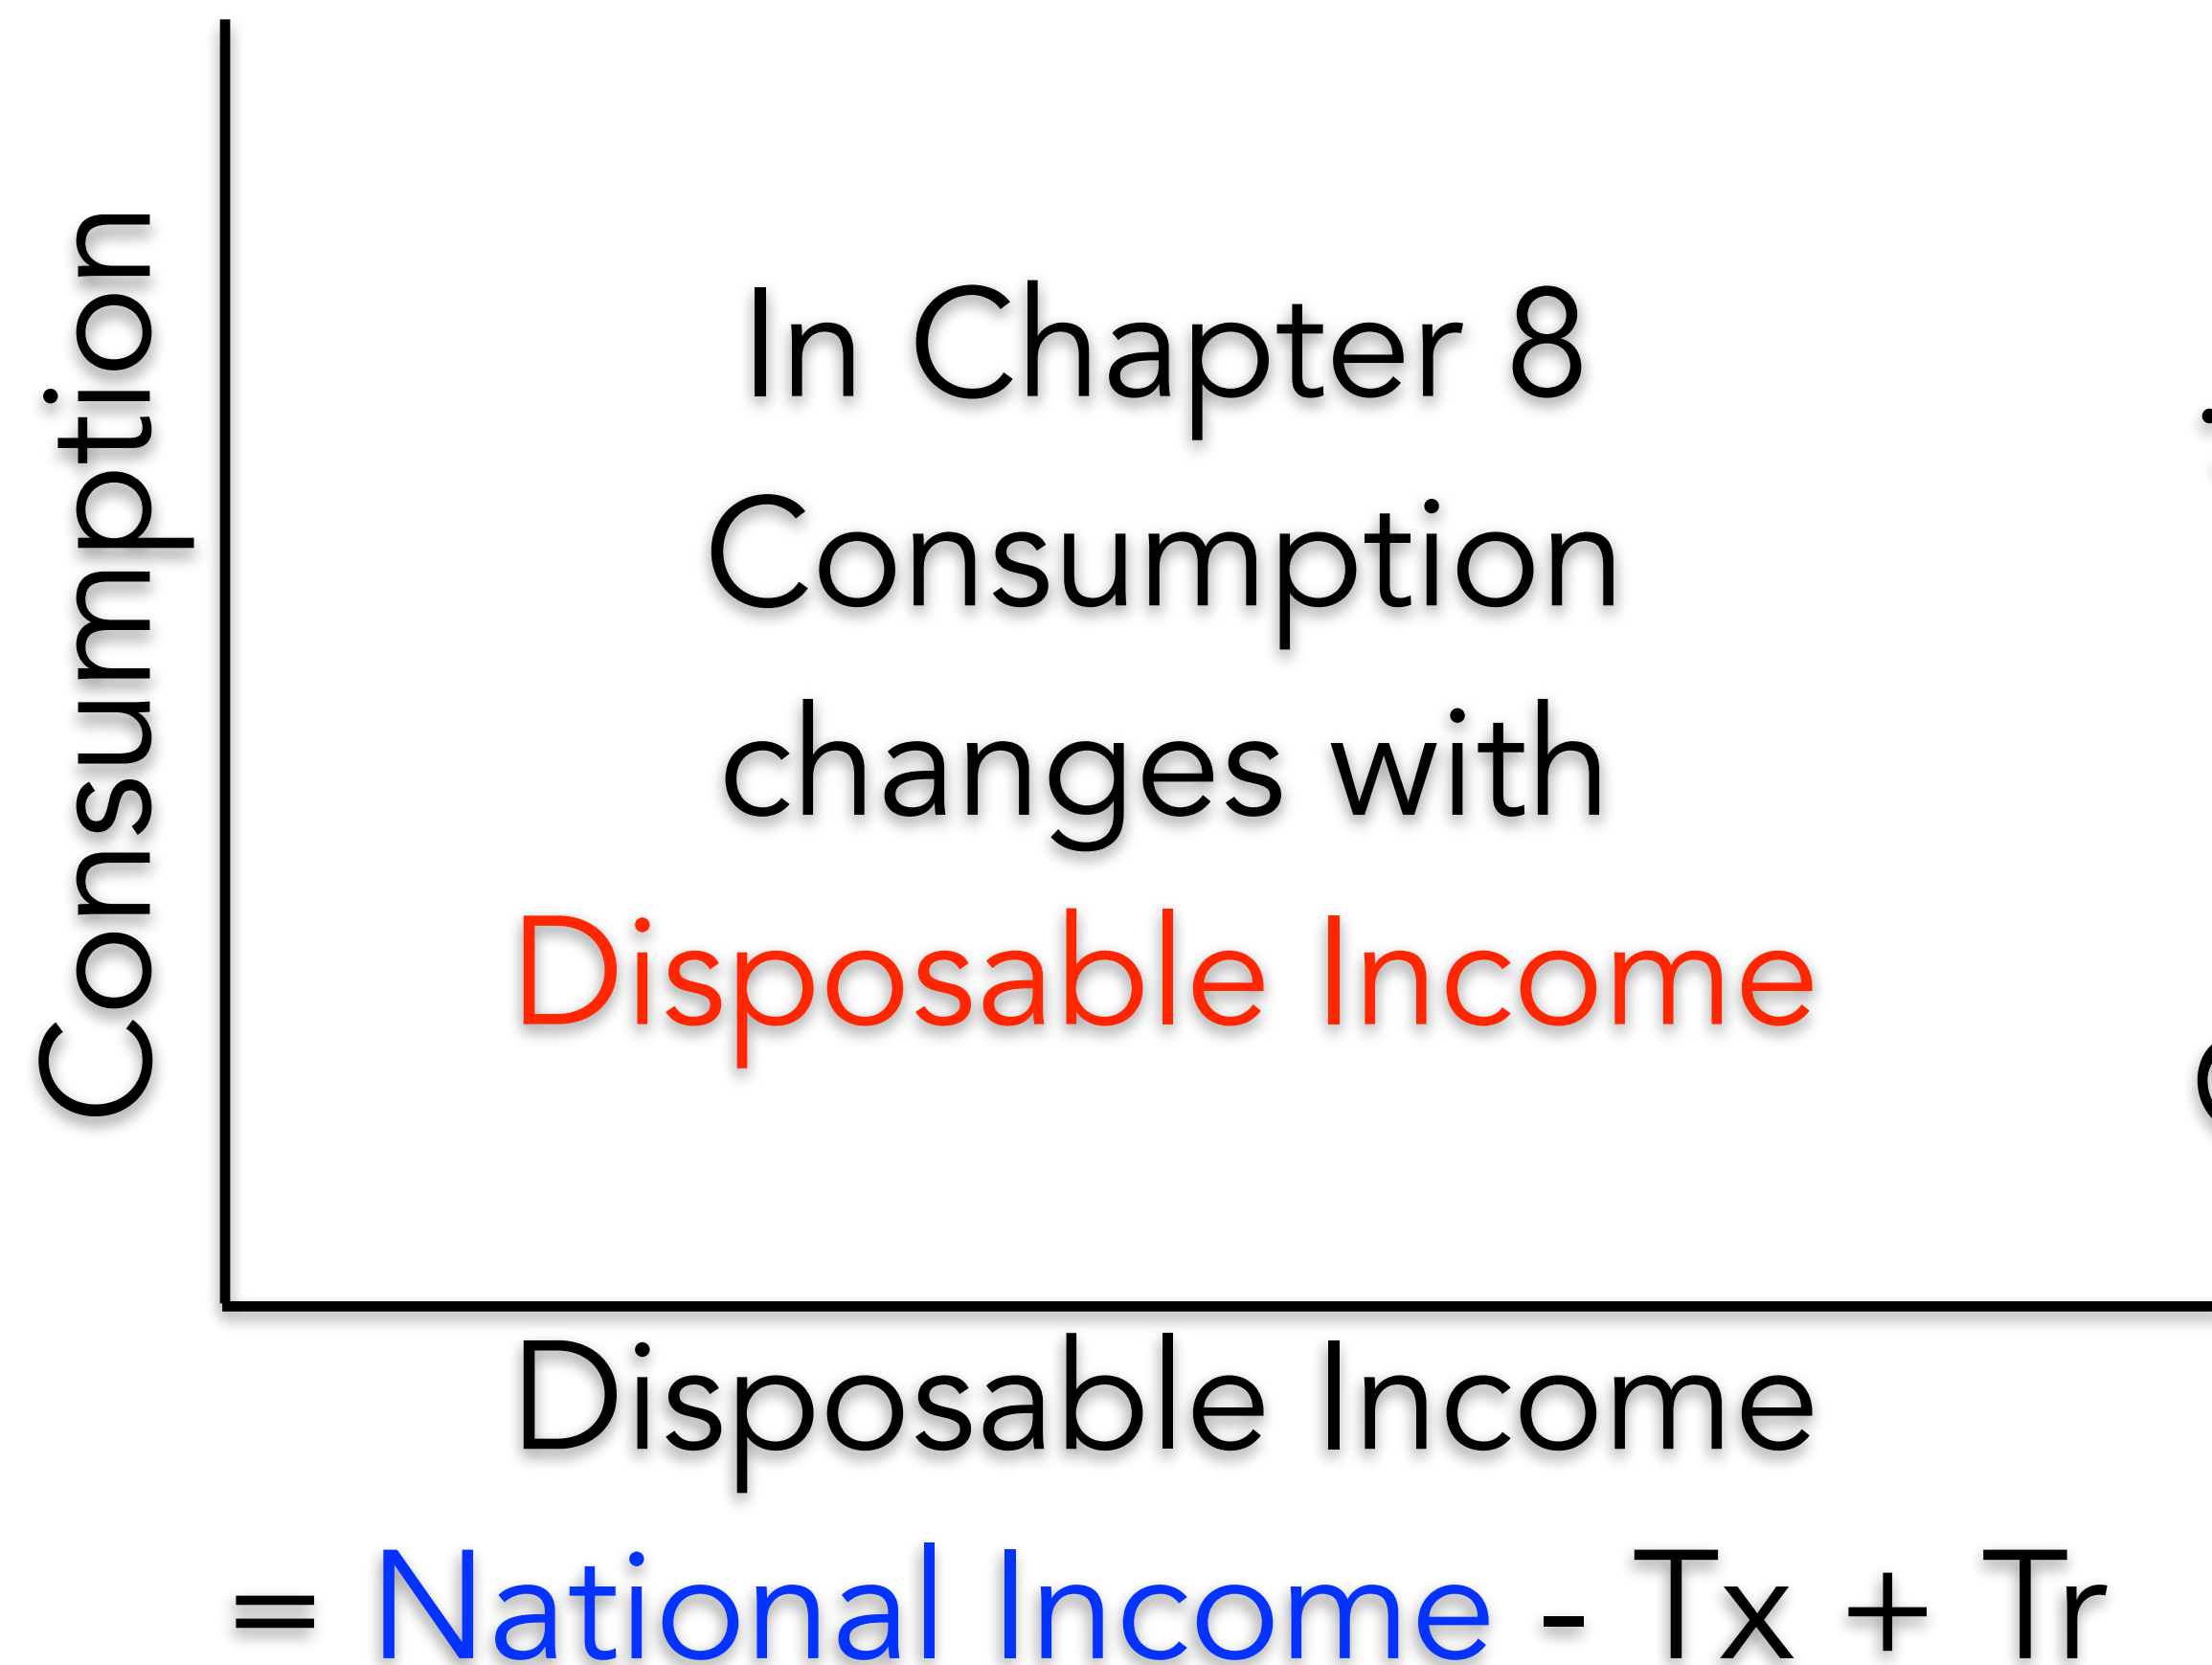 Consumption
In Chapter 8
Consumption
changes with
Disposable Income
Disposable Income
= National Income - Tx + Tr